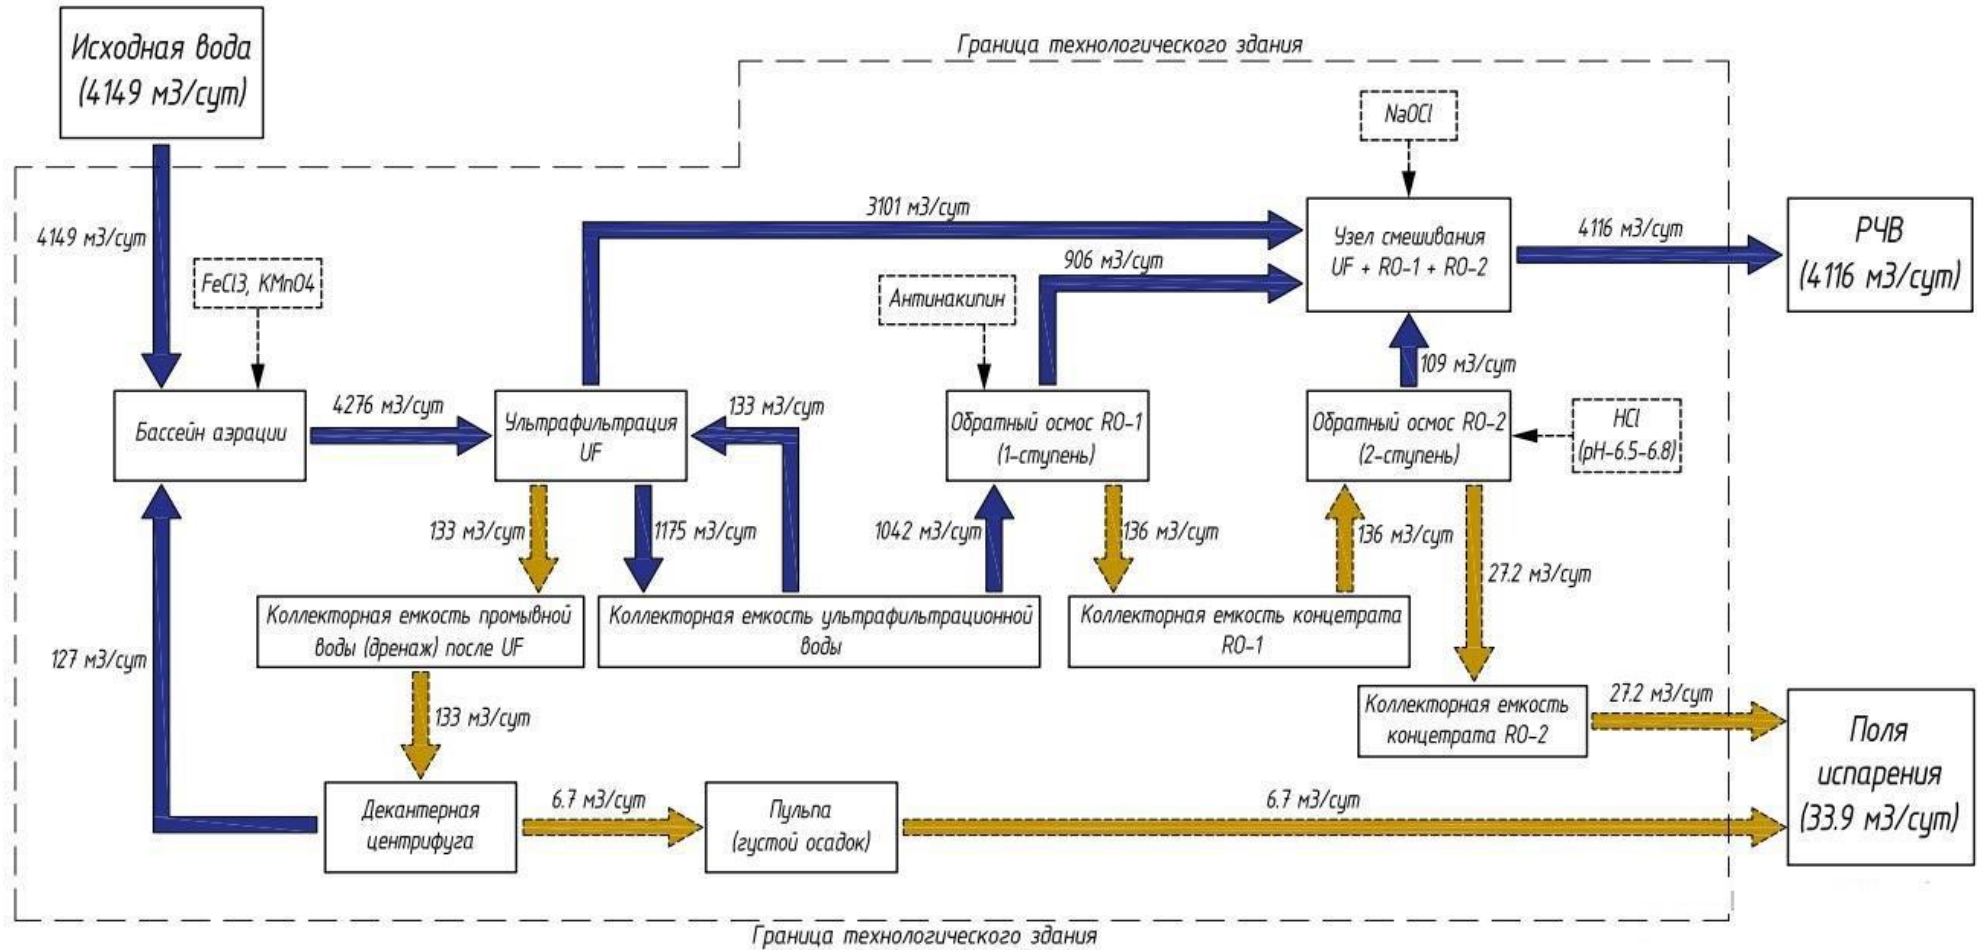 Исходная вода
(4149 м3/сут)
Граница технологического здания
NaOCl
3101 м3/сут
4149 м3/сут
FeCl3, KMnO4
906 м3/сут
Антинакипин
Узел смешивания
UF + RO-1 + RO-2
4116 м3/сут
РЧВ
(4116 м3/сут)
109 м3/сут
Бассейн аэрации
4276 м3/сут
Ультрафильтрация
UF
133 м3/сут
Обратный осмос RO-1
(1-ступень)
Обратный осмос RO-2
(2-ступень)
HCl
(pH-6.5-6.8)
133 м3/сут
1175 м3/сут
1042 м3/сут
136 м3/сут
136 м3/сут
27.2 м3/сут
Коллекторная емкость промывной
воды (дренаж) после UF
Коллекторная емкость ультрафильтрационной
воды
Коллекторная емкость концетрата
RO-1
127 м3/сут
133 м3/сут
Коллекторная емкость
концетрата RO-2
27.2 м3/сут
Поля
испарения
(33.9 м3/сут)
Декантерная
центрифуга
6.7 м3/сут
Пульпа
(густой осадок)
6.7 м3/сут
Граница технологического здания